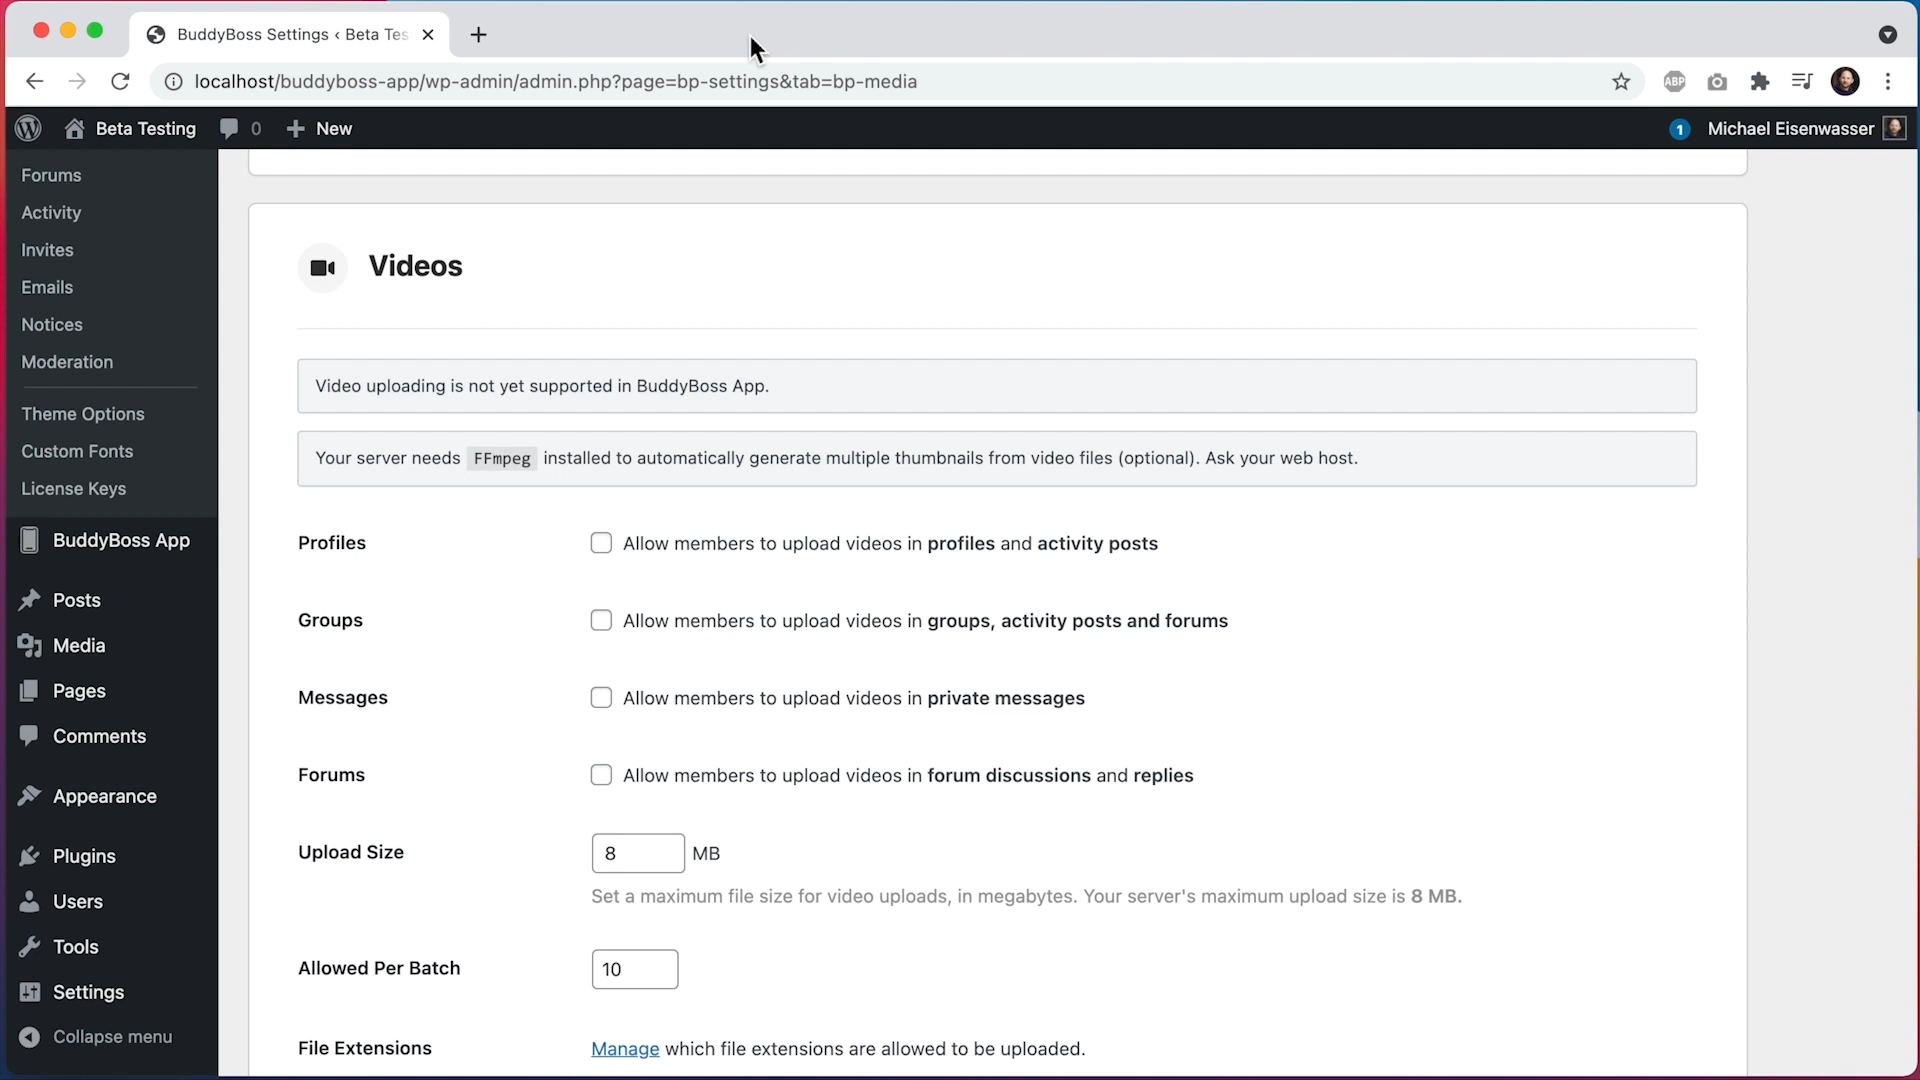 BuddyBoss Settings ‹ Beta Tes
localhost/buddyboss-app/wp-admin/admin.php?page=bp-settings&tab=bp-media
ABP
Beta Testing 0 New
1 Michael Eisenwasser
Forums
Activity
Invites
Emails
Notices
Moderation
Theme Options
Custom Fonts
License Keys
BuddyBoss App
Posts
Media
Pages
Comments
Appearance
Plugins
Users
Tools
Settings
Collapse menu
Videos
Video uploading is not yet supported in BuddyBoss App.
Your server needs FFmpeg installed to automatically generate multiple thumbnails from video files (optional). Ask your web host.
Profiles Allow members to upload videos in profiles and activity posts
Groups Allow members to upload videos in groups, activity posts and forums
Messages Allow members to upload videos in private messages
Forums Allow members to upload videos in forum discussions and replies
Upload Size 8 MB
Set a maximum file size for video uploads, in megabytes. Your server's maximum upload size is 8 MB.
Allowed Per Batch 10
File Extensions Manage which file extensions are allowed to be uploaded.